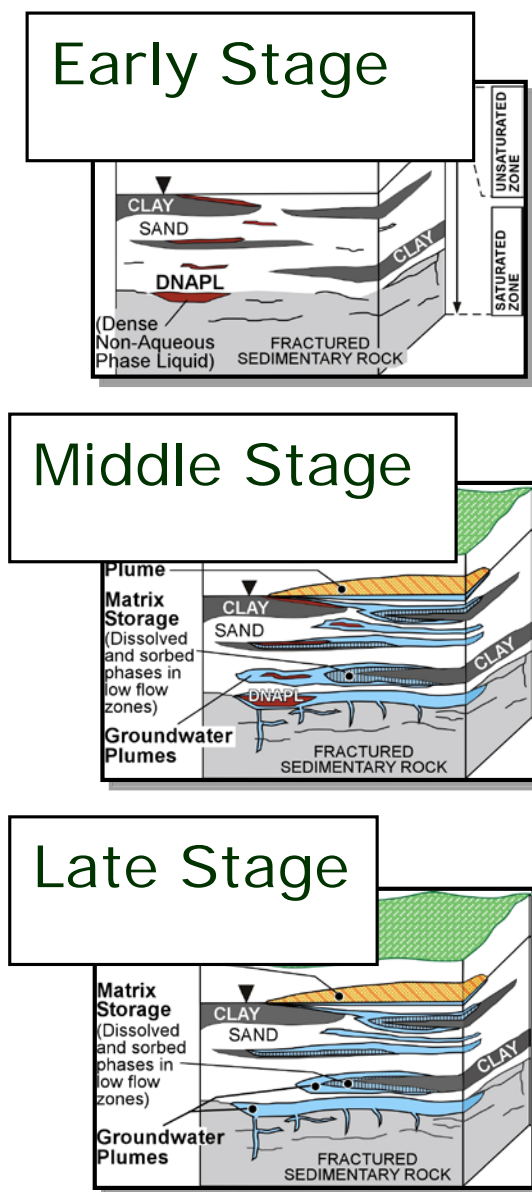 Early Stage
UNSATURATED
ZONE
CLAY
SAND
CLAY
SATURATED
ZONE
DNAPL
(Dense
Non-Aqueous
Phase Liquid)
FRACTURED
SEDIMENTARY ROCK
Middle Stage
Plume
Matrix
Storage
(Dissolved
and sorbed
phases in
low flow
zones)
CLAY
SAND
CLAY
DNAPL
Groundwater
Plumes
FRACTURED
SEDIMENTARY ROCK
Late Stage
Matrix
Storage
(Dissolved
and sorbed
phases in
low flow
zones)
CLAY
SAND
CLAY
Groundwater
Plumes
FRACTURED
SEDIMENTARY ROCK